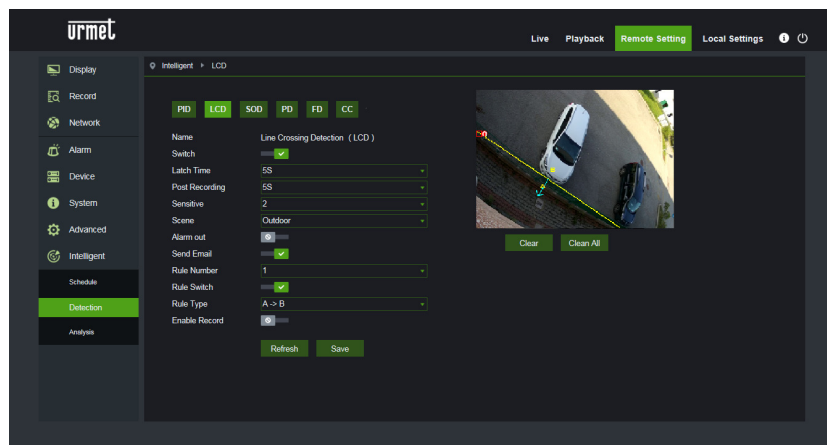 urmet
Live Playback Remote Setting Local Settings
Display
Record
Network
Alarm
Device
System
Advanced
Intelligent
Schedule
Detection
Analysis
Intelligent LCD
PID LCD SOD PD FD CC
Name Line Crossing Detection ( LCD )
Switch
Latch Time 5S
Post Recording 5S
Sensitive 2
Scene Outdoor
Alarm out
Send Email
Rule Number 1
Rule Switch
Rule Type A -> B
Enable Record
Refresh Save
Clear Clean All